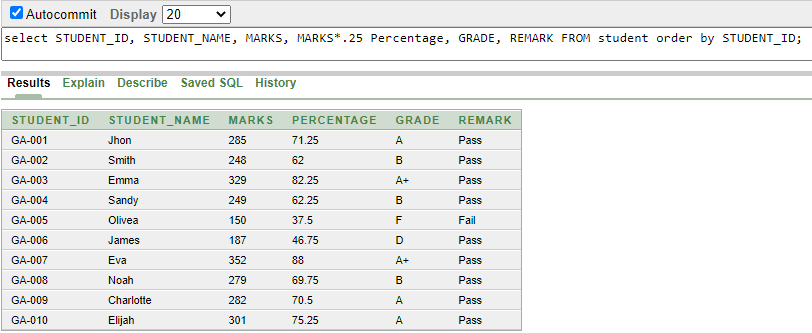 Autocommit Display 20
select STUDENT_ID, STUDENT_NAME, MARKS, MARKS*.25 Percentage, GRADE, REMARK FROM student order by STUDENT_ID;
Results Explain Describe Saved SQL History
STUDENT_ID STUDENT_NAME MARKS PERCENTAGE GRADE REMARK
GA-001 Jhon 285 71.25 A Pass
GA-002 Smith 248 62 B Pass
GA-003 Emma 329 82.25 A+ Pass
GA-004 Sandy 249 62.25 B Pass
GA-005 Olivea 150 37.5 F Fail
GA-006 James 187 46.75 D Pass
GA-007 Eva 352 88 A+ Pass
GA-008 Noah 279 69.75 B Pass
GA-009 Charlotte 282 70.5 A Pass
GA-010 Elijah 301 75.25 A Pass